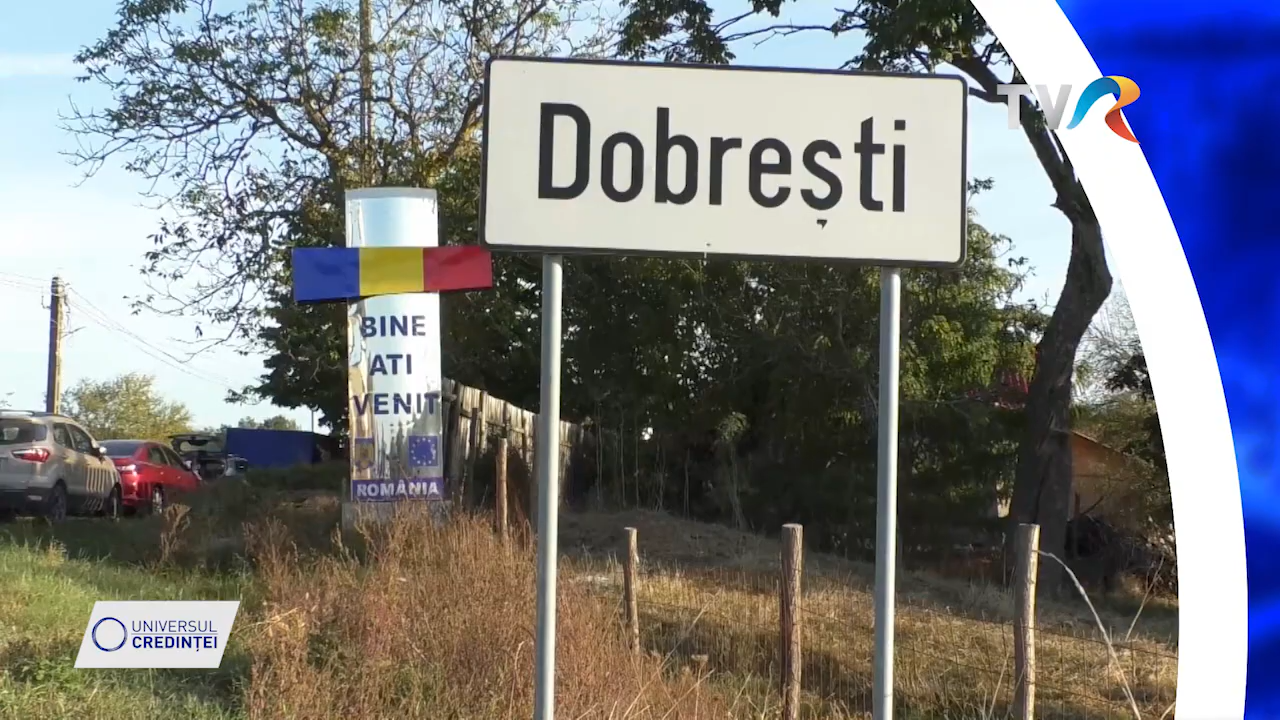 Dobrești
TVR
BINE
ATI
VENIT
ROMÂNIA
UNIVERSUL
CREDINȚEI